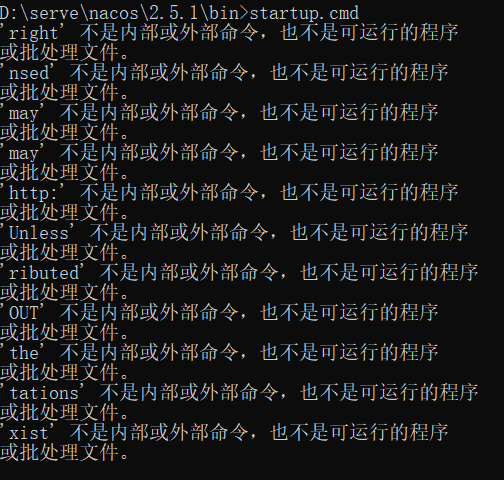 D:\serve\nacos\2.5.1\bin>startup.cmd
'right' 不是内部或外部命令，也不是可运行的程序
或批处理文件。
'nsed' 不是内部或外部命令，也不是可运行的程序
或批处理文件。
'may' 不是内部或外部命令，也不是可运行的程序
或批处理文件。
'may' 不是内部或外部命令，也不是可运行的程序
或批处理文件。
'http:' 不是内部或外部命令，也不是可运行的程序
或批处理文件。
'Unless' 不是内部或外部命令，也不是可运行的程序
或批处理文件。
'ributed' 不是内部或外部命令，也不是可运行的程序
或批处理文件。
'OUT' 不是内部或外部命令，也不是可运行的程序
或批处理文件。
'the' 不是内部或外部命令，也不是可运行的程序
或批处理文件。
'tations' 不是内部或外部命令，也不是可运行的程序
或批处理文件。
'xist' 不是内部或外部命令，也不是可运行的程序
或批处理文件。